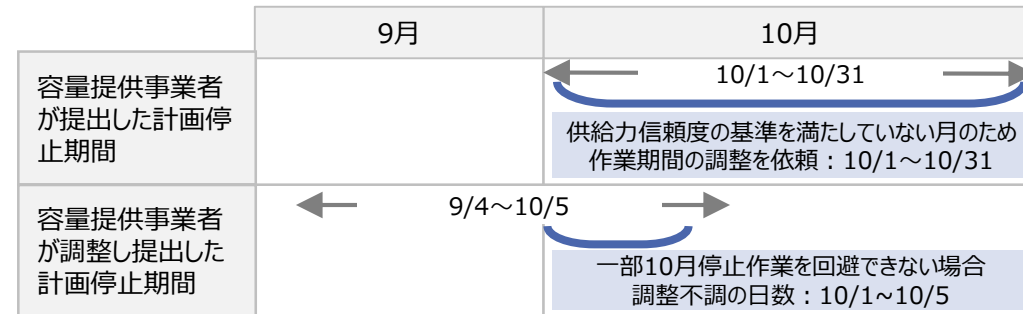 9月
10月
容量提供事業者
が提出した計画停
止期間
10/1～10/31
供給力信頼度の基準を満たしていない月のため
作業期間の調整を依頼：10/1～10/31
容量提供事業者
が調整し提出した
計画停止期間
9/4～10/5
一部10月停止作業を回避できない場合
調整不調の日数：10/1~10/5